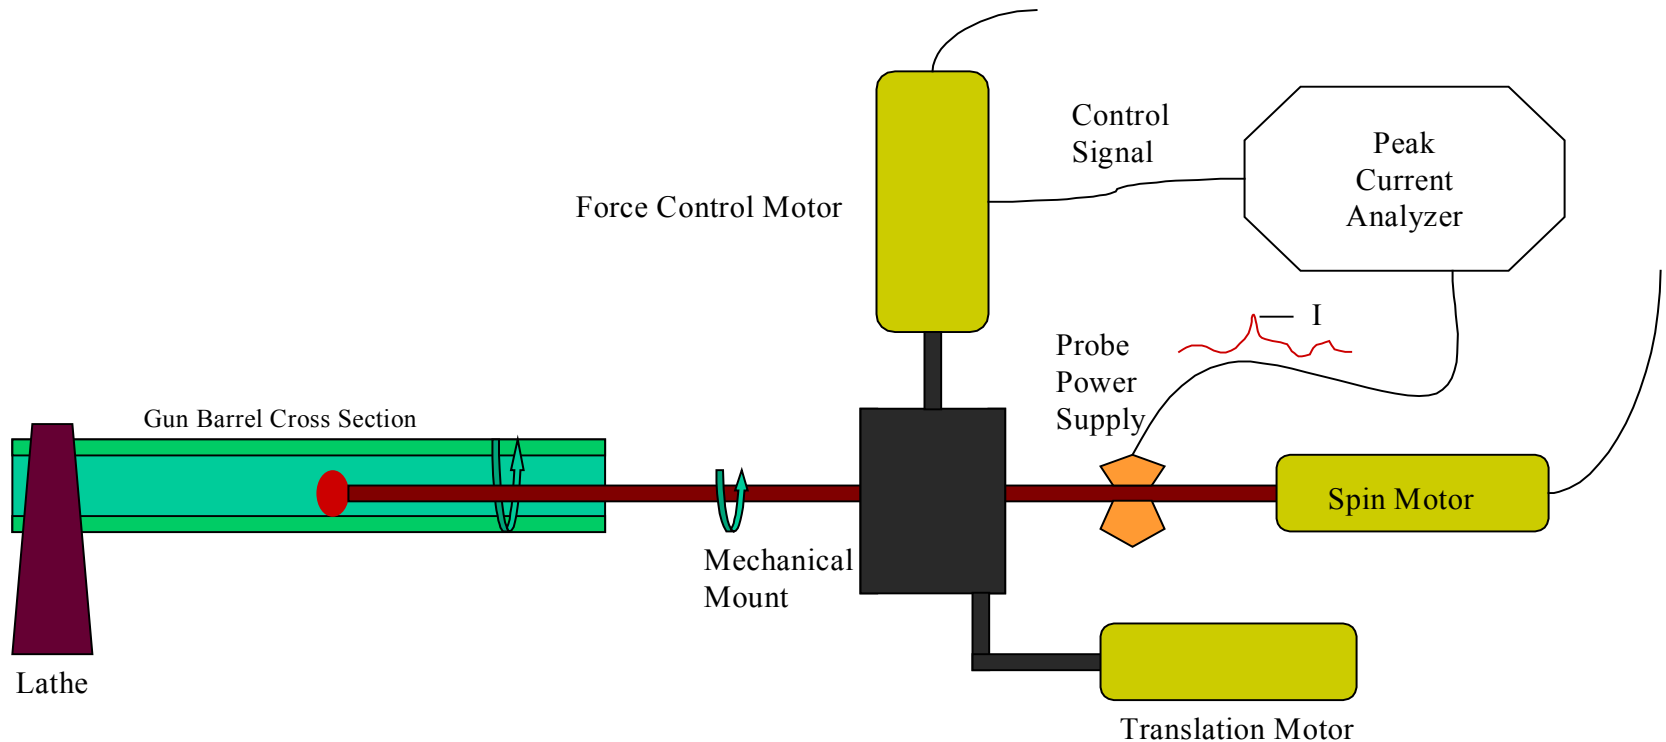 Control
Signal
Peak
Current
Analyzer
Force Control Motor
I
Probe
Power
Supply
Gun Barrel Cross Section
Spin Motor
Mechanical
Mount
Lathe
Translation Motor